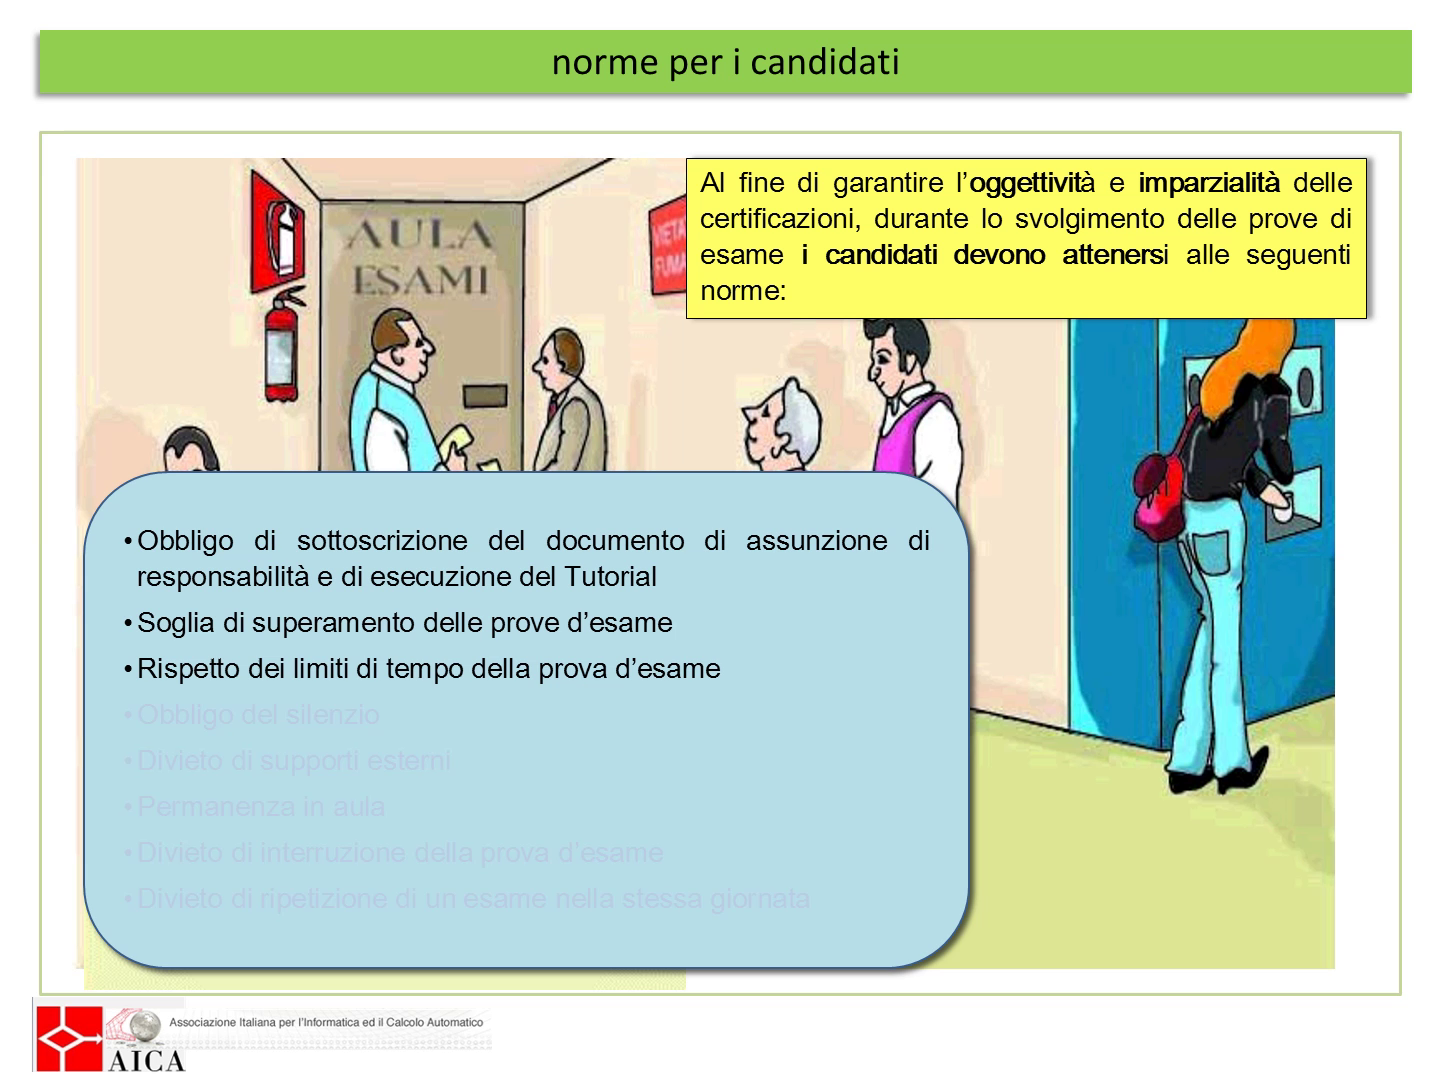 norme per i candidati
AULA
ESAMI
VIETA
FUMA
Al fine di garantire l’oggettività e imparzialità delle
certificazioni, durante lo svolgimento delle prove di
esame i candidati devono attenersi alle seguenti
norme:
•Obbligo di sottoscrizione del documento di assunzione di
responsabilità e di esecuzione del Tutorial
•Soglia di superamento delle prove d’esame
•Rispetto dei limiti di tempo della prova d’esame
•Obbligo del silenzio
•Divieto di supporti esterni
•Permanenza in aula
•Divieto di interruzione della prova d’esame
•Divieto di ripetizione di un esame nella stessa giornata
Associazione Italiana per l'Informatica ed il Calcolo Automatico
AICA